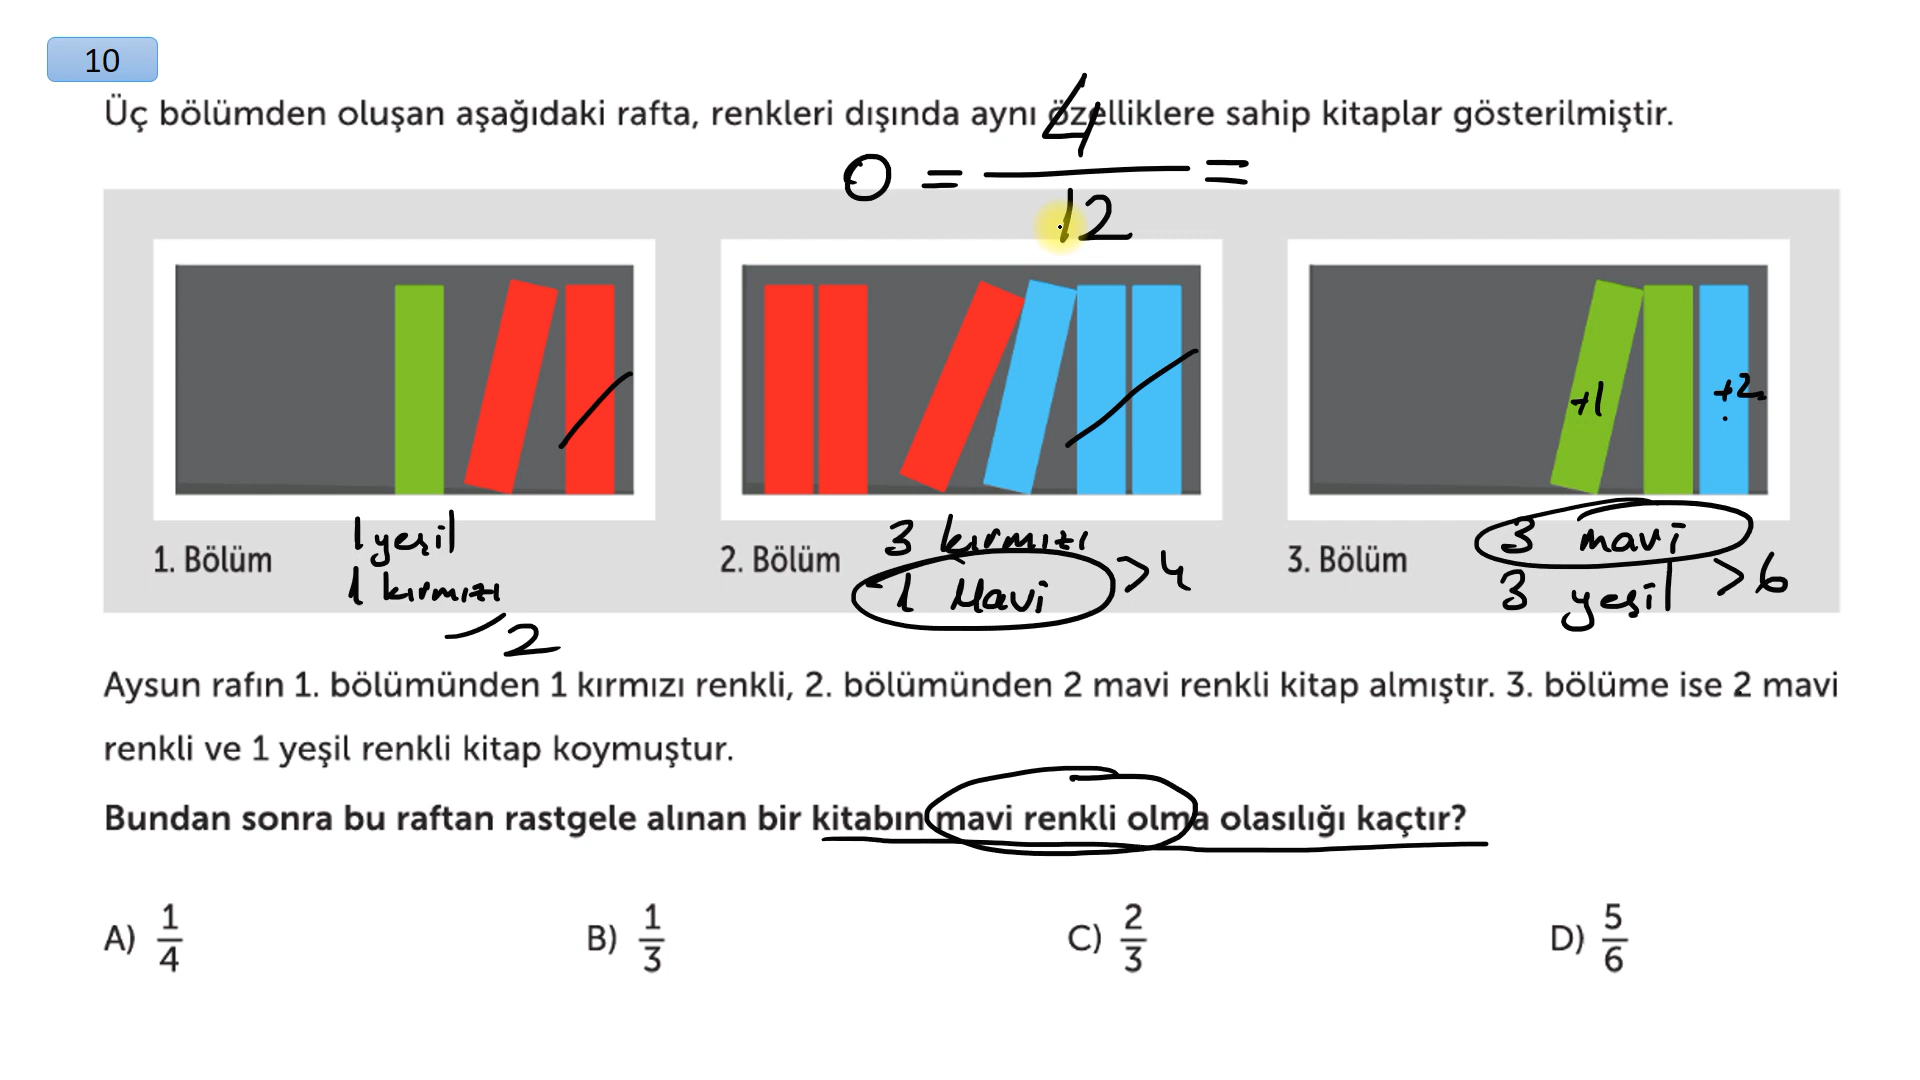 10
Üç bölümden oluşan aşağıdaki rafta, renkleri dışında aynı özelliklere sahip kitaplar gösterilmiştir.
O = 4/12 =
+1
+2
1. Bölüm
1 yeşil
1 kırmızı
2
2. Bölüm
3 kırmızı
1 Mavi
>4
3. Bölüm
3 mavi
3 yeşil
>6
Aysun rafın 1. bölümünden 1 kırmızı renkli, 2. bölümünden 2 mavi renkli kitap almıştır. 3. bölüme ise 2 mavi
renkli ve 1 yeşil renkli kitap koymuştur.
Bundan sonra bu raftan rastgele alınan bir kitabın mavi renkli olma olasılığı kaçtır?
A) 1/4 B) 1/3 C) 2/3 D) 5/6